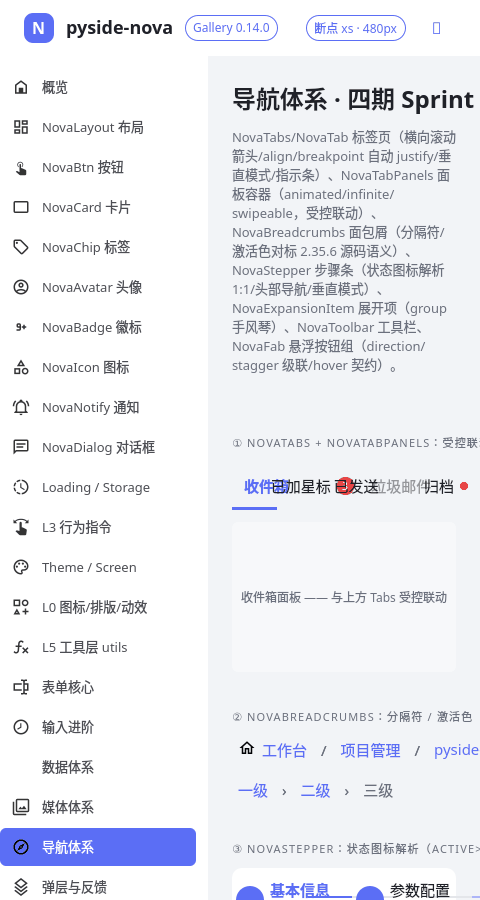 N pyside-nova Gallery 0.14.0 断点 xs · 480px
概览
NovaLayout 布局
NovaBtn 按钮
NovaCard 卡片
NovaChip 标签
NovaAvatar 头像
9+ NovaBadge 徽标
NovaIcon 图标
NovaNotify 通知
NovaDialog 对话框
Loading / Storage
L3 行为指令
Theme / Screen
L0 图标/排版/动效
L5 工具层 utils
表单核心
输入进阶
数据体系
媒体体系
导航体系
弹层与反馈
导航体系 · 四期 Sprint
NovaTabs/NovaTab 标签页（横向滚动
箭头/align/breakpoint 自动 justify/垂
直模式/指示条）、NovaTabPanels 面
板容器（animated/infinite/
swipeable，受控联动）、
NovaBreadcrumbs 面包屑（分隔符/
激活色对标 2.35.6 源码语义）、
NovaStepper 步骤条（状态图标解析
1:1/头部导航/垂直模式）、
NovaExpansionItem 展开项（group
手风琴）、NovaToolbar 工具栏、
NovaFab 悬浮按钮组（direction/
stagger 级联/hover 契约）。
① NOVATABS + NOVATABPANELS：受控联
收件 加星标 已发送 垃圾邮件 归档
收件箱面板 —— 与上方 Tabs 受控联动
② NOVABREADCRUMBS：分隔符 / 激活色
工作台 / 项目管理 / pyside
一级 › 二级 › 三级
③ NOVASTEPPER：状态图标解析（ACTIVE>
基本信息 参数配置